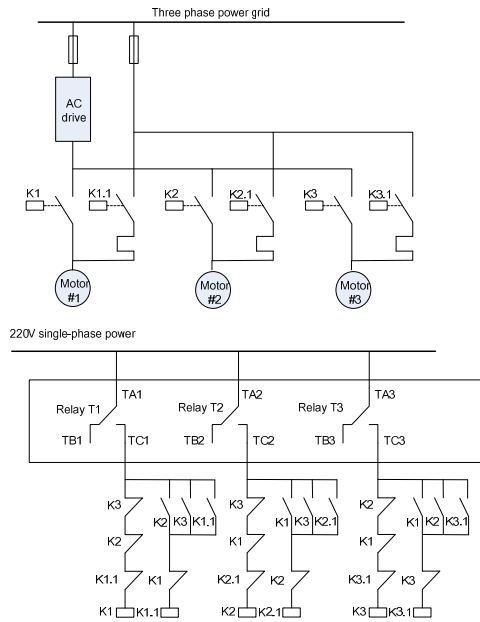 Three phase power grid
AC
drive
K1 K1.1 K2 K2.1 K3 K3.1
Motor
#1
Motor
#2
Motor
#3
220V single-phase power
TA1 TA2 TA3
Relay T1 Relay T2 Relay T3
TB1 TC1 TB2 TC2 TB3 TC3
K3 K2 K3 K1.1 K3 K1 K3 K2.1 K2 K1 K2 K3.1
K2 K1 K1
K1.1 K1 K2.1 K2 K3.1 K3
K1 K1.1 K2 K2.1 K3 K3.1